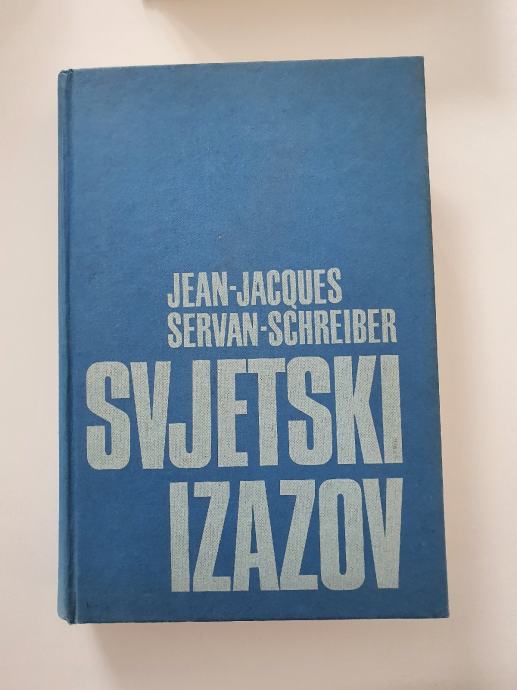 JEAN-JACQUES
SERVAN-SCHREIBER
SVJETSKI
IZAZOV